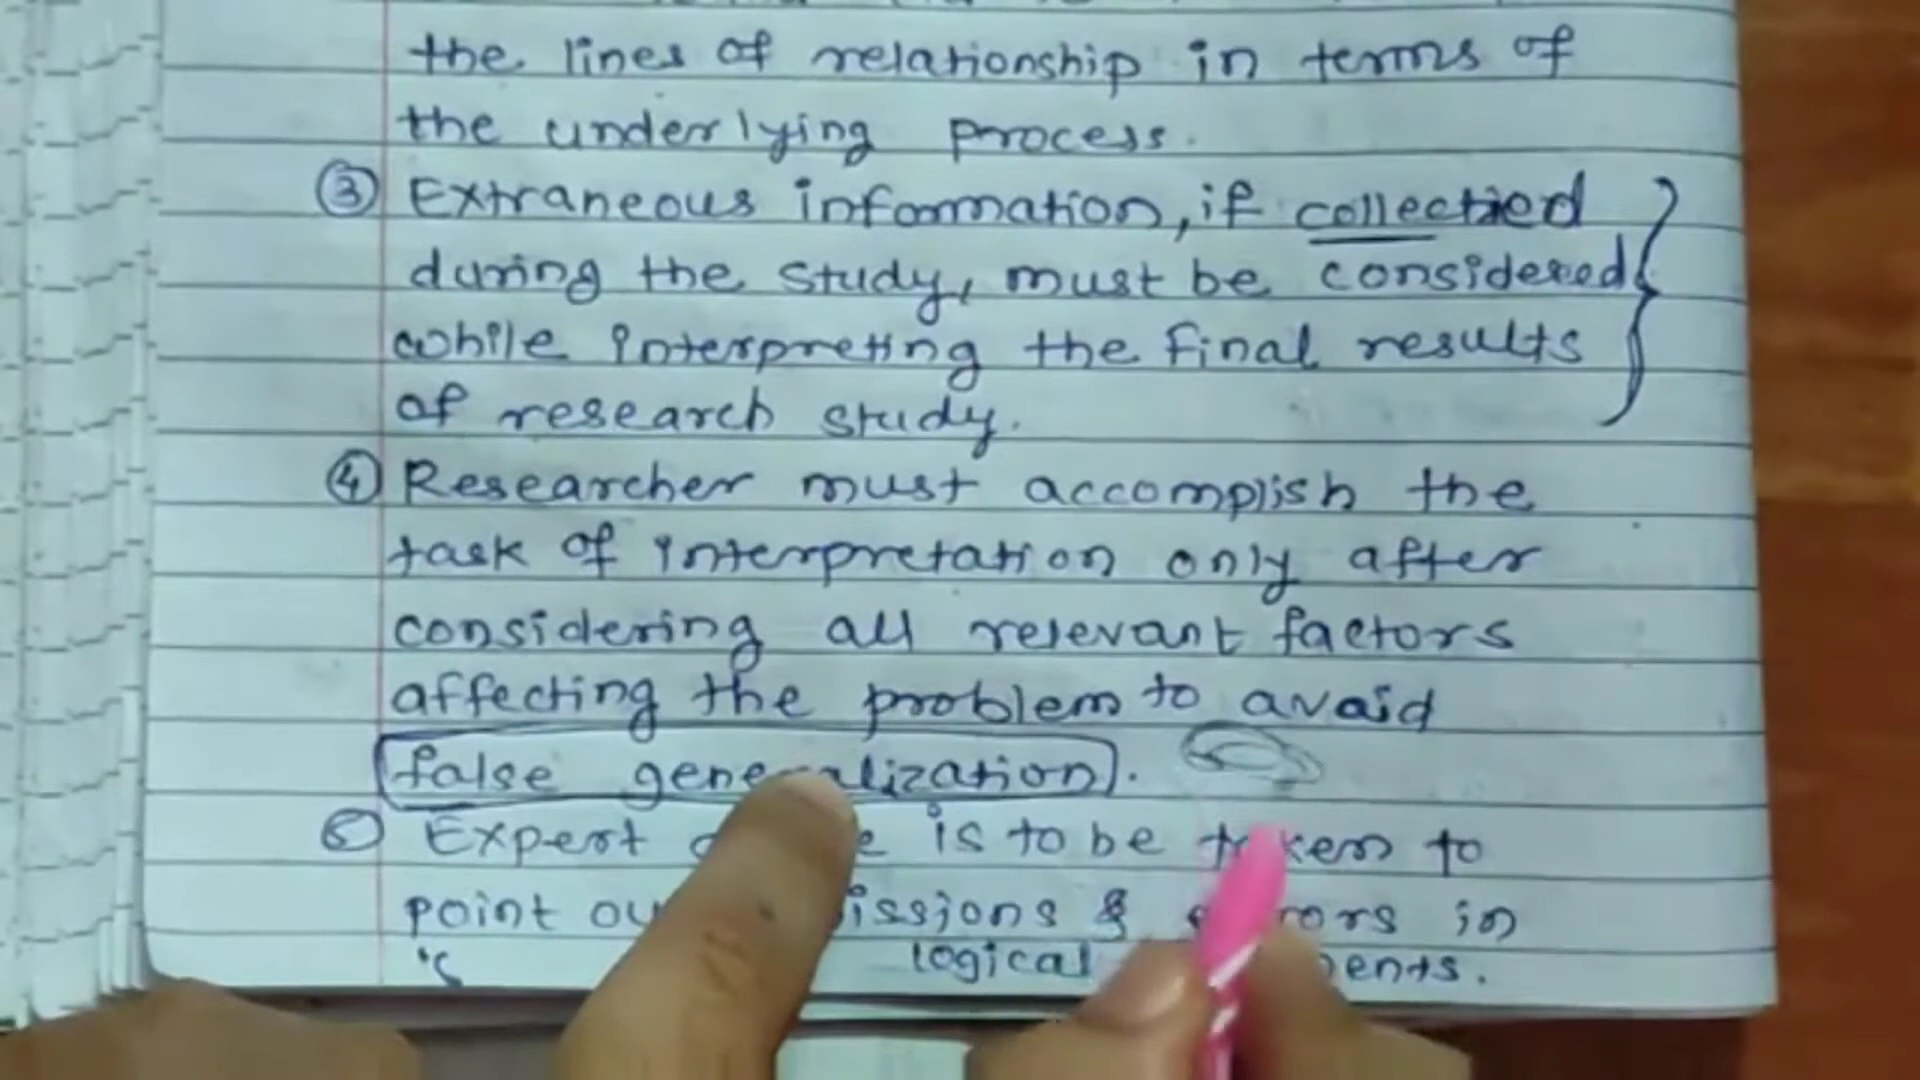 the lines of relationship in terms of
the underlying process.
③ Extraneous information, if collectied
during the study, must be considered
while interpreting the final results
of research study.
④ Researcher must accomplish the
task of interpretation only after
considering all relevant factors
affecting the problem to avaid
false generalization.
⑤ Expert is to be taken to
point & in
logical